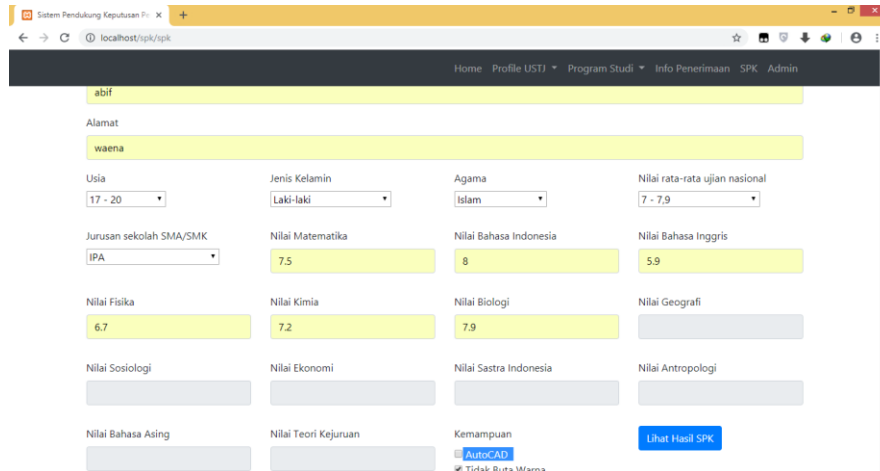 Sistem Pendukung Keputusan Pe
localhost/spk/spk
Home Profile USTJ Program Studi Info Penerimaan SPK Admin
abif
Alamat
waena
Usia Jenis Kelamin Agama Nilai rata-rata ujian nasional
17 - 20 Laki-laki Islam 7 - 7,9
Jurusan sekolah SMA/SMK Nilai Matematika Nilai Bahasa Indonesia Nilai Bahasa Inggris
IPA 7.5 8 5.9
Nilai Fisika Nilai Kimia Nilai Biologi Nilai Geografi
6.7 7.2 7.9
Nilai Sosiologi Nilai Ekonomi Nilai Sastra Indonesia Nilai Antropologi
Nilai Bahasa Asing Nilai Teori Kejuruan Kemampuan Lihat Hasil SPK
AutoCAD
Tidak Buta Warna